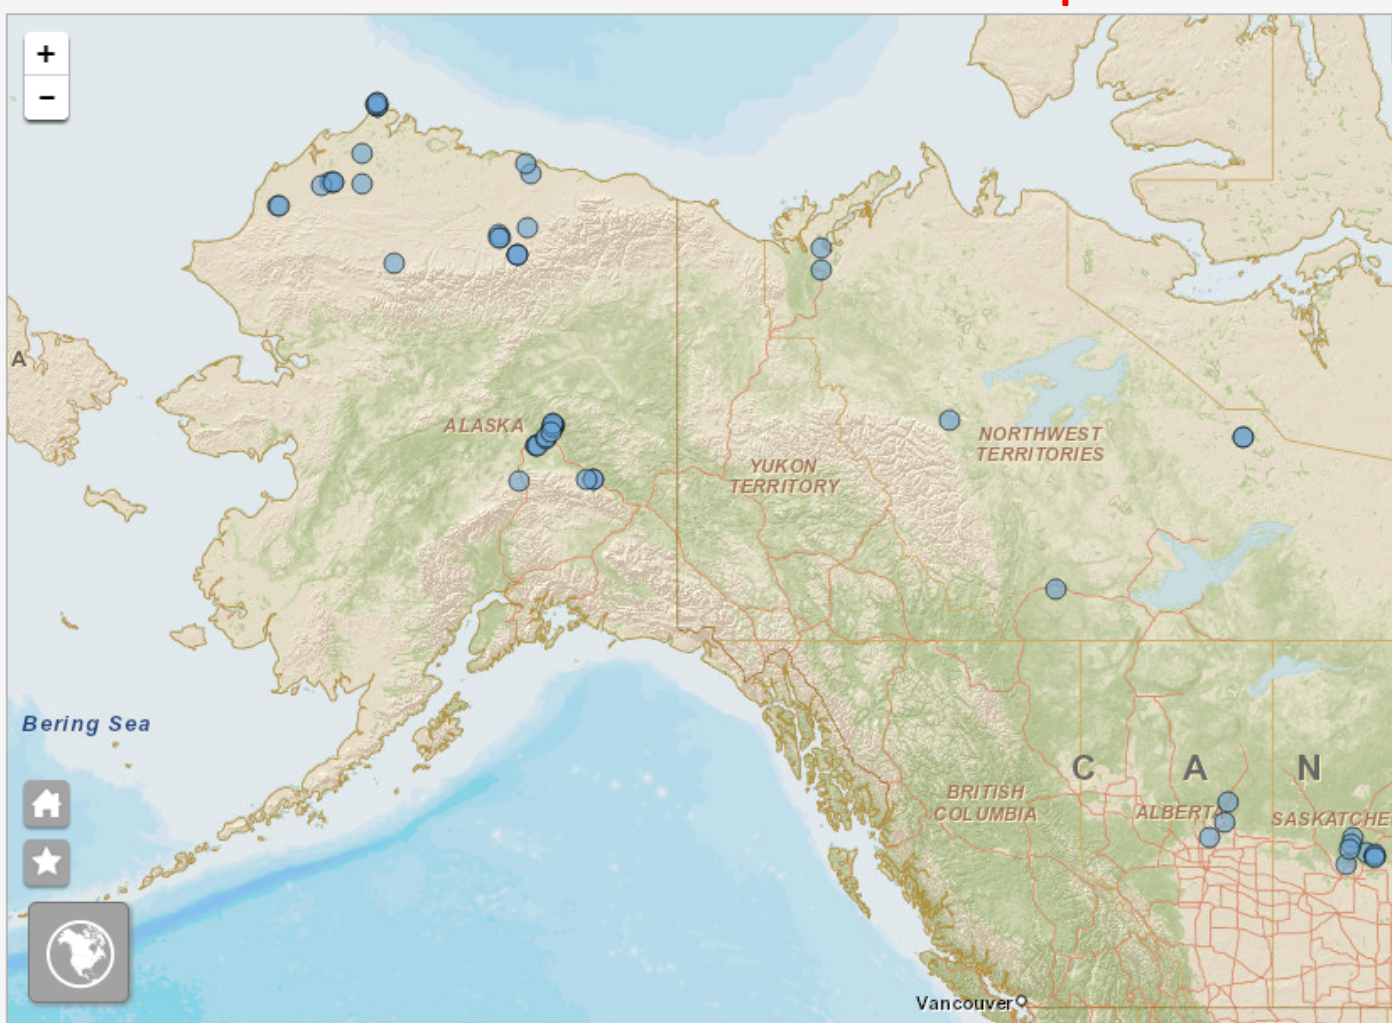 +
−
A
ALASKA
NORTHWEST
TERRITORIES
YUKON
TERRITORY
Bering Sea
C A N
BRITISH
COLUMBIA
ALBERTA
SASKATCHE
Vancouver